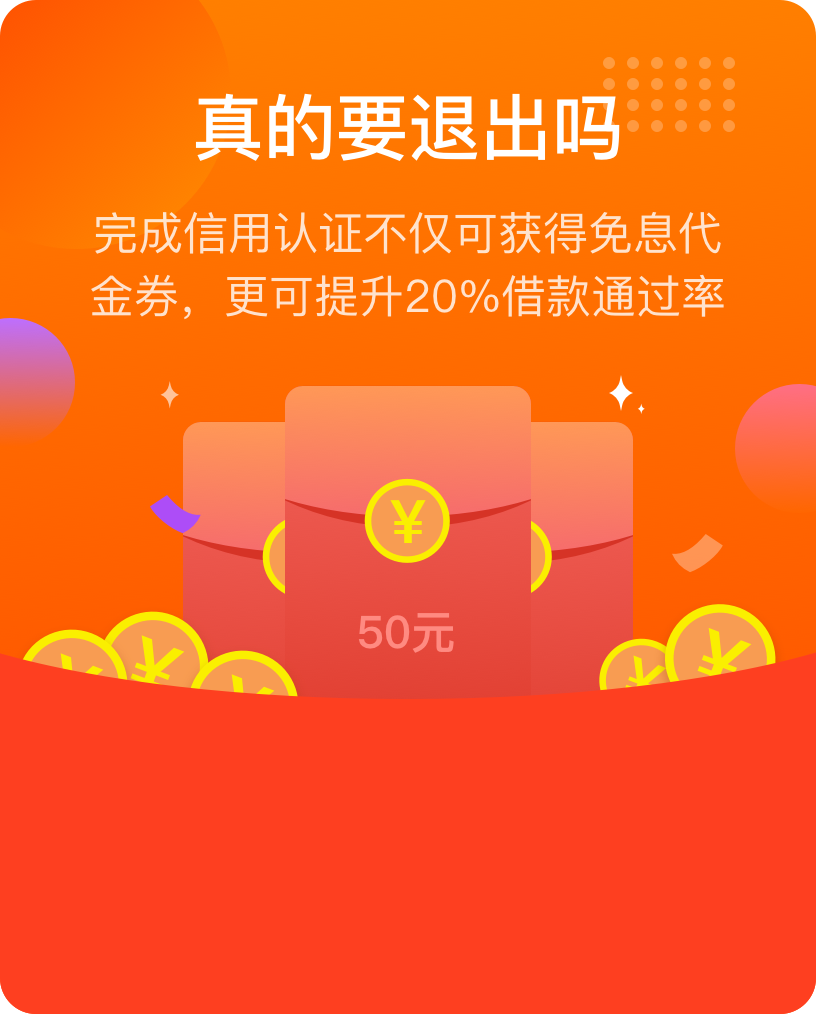 真的要退出吗
完成信用认证不仅可获得免息代
金券，更可提升20%借款通过率
¥
50元
¥ ¥ ¥ ¥ ¥